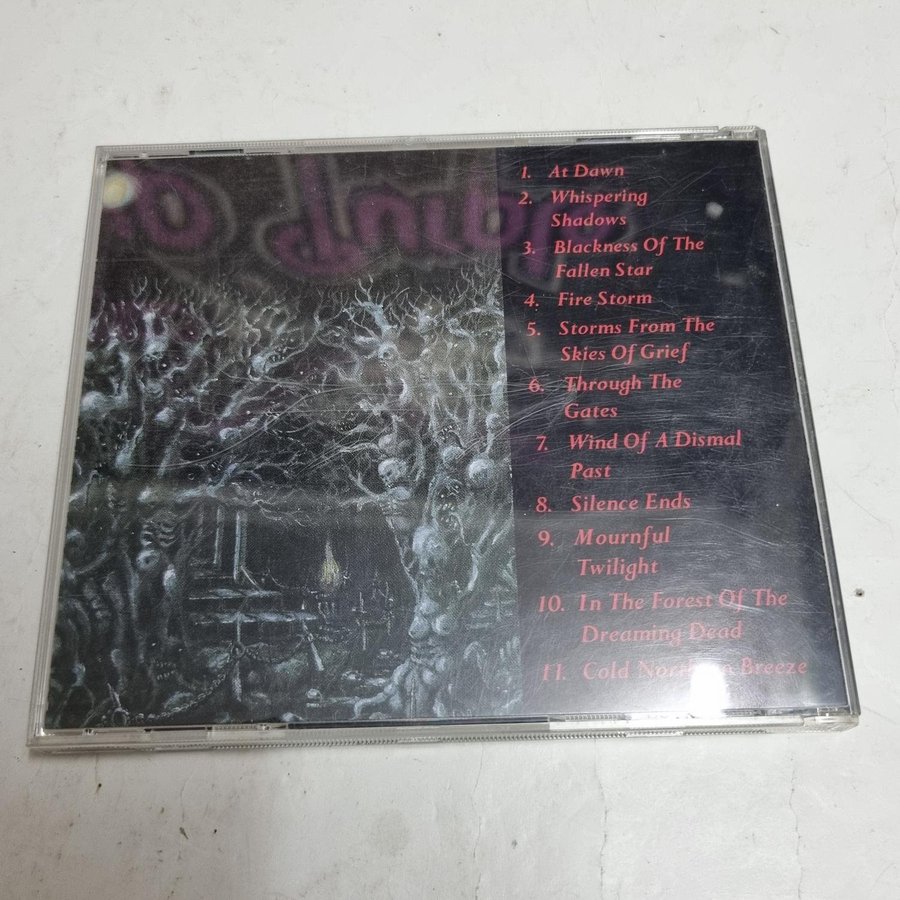 1. At Dawn
2. Whispering
Shadows
3. Blackness Of The
Fallen Star
4. Fire Storm
5. Storms From The
Skies Of Grief
6. Through The
Gates
7. Wind Of A Dismal
Past
8. Silence Ends
9. Mournful
Twilight
10. In The Forest Of The
Dreaming Dead
11. Cold Northern Breeze